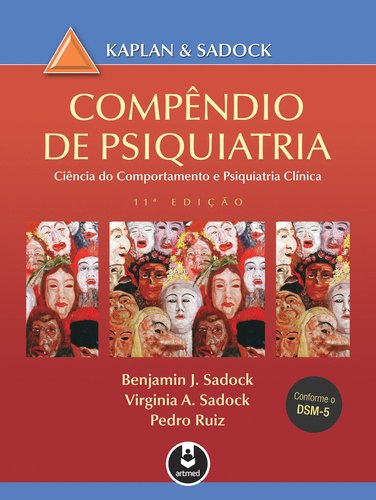 KAPLAN & SADOCK
COMPÊNDIO
DE PSIQUIATRIA
Ciência do Comportamento e Psiquiatria Clínica
11ª EDIÇÃO
Benjamin J. Sadock
Virginia A. Sadock
Pedro Ruiz
Conforme o
DSM-5
artmed